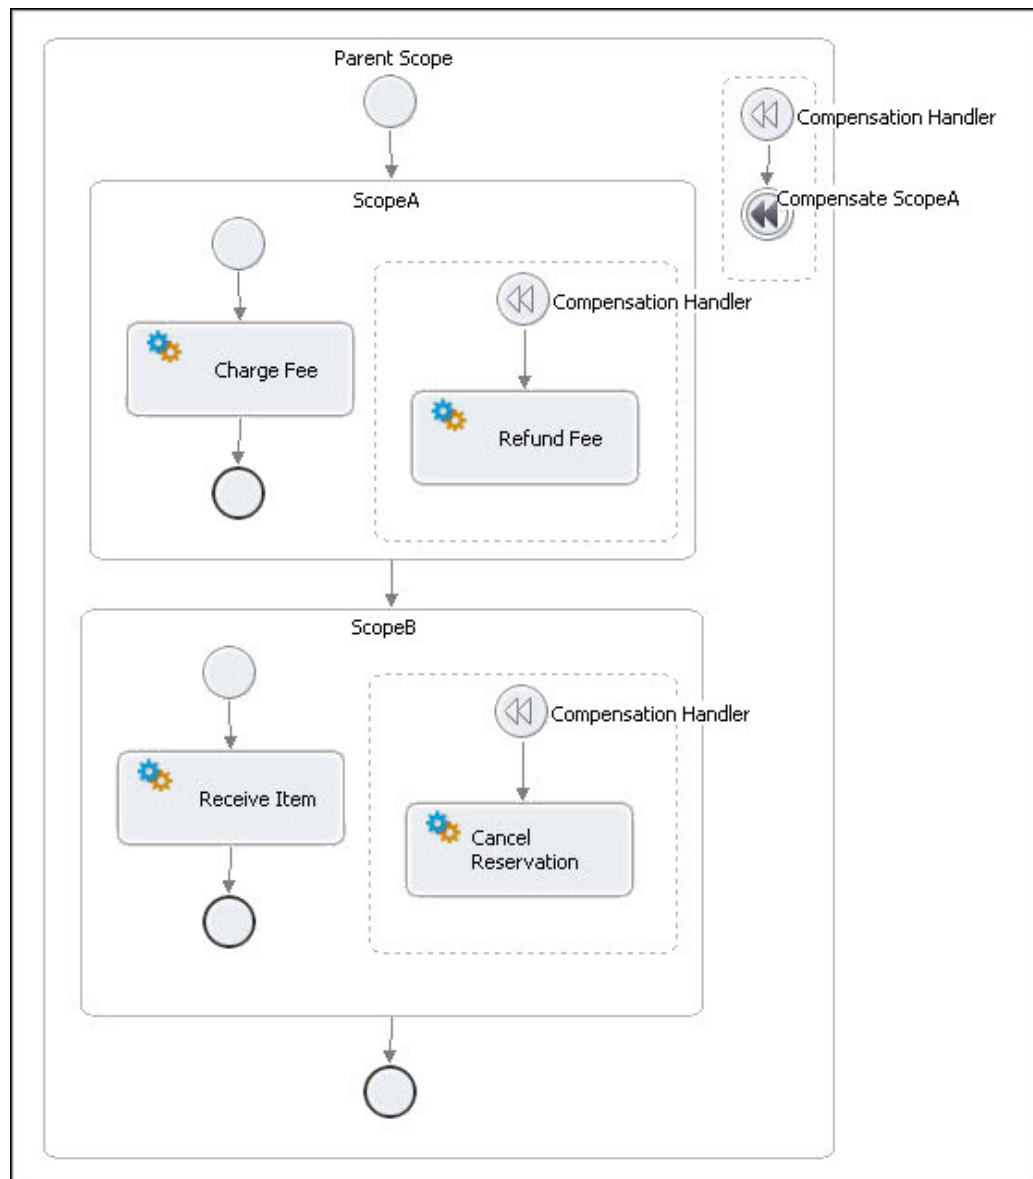 Parent Scope
Compensation Handler
Compensate ScopeA
ScopeA
Compensation Handler
Charge Fee
Refund Fee
ScopeB
Compensation Handler
Receive Item
Cancel
Reservation